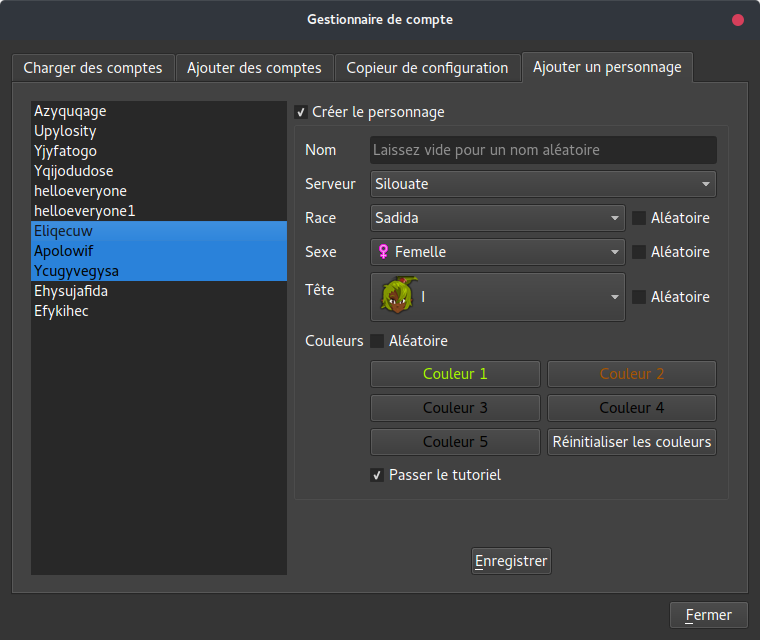 Gestionnaire de compte
Charger des comptes
Ajouter des comptes
Copieur de configuration
Ajouter un personnage
Azyquqage
Upylosity
Yjyfatogo
Yqijodudose
helloeveryone
helloeveryone1
Eliqecuw
Apolowif
Ycugyvegysa
Ehysujafida
Efykihec
Créer le personnage
Nom
Laissez vide pour un nom aléatoire
Serveur
Silouate
Race
Sadida
Aléatoire
Sexe
Femelle
Aléatoire
Tête
I
Aléatoire
Couleurs
Aléatoire
Couleur 1
Couleur 2
Couleur 3
Couleur 4
Couleur 5
Réinitialiser les couleurs
Passer le tutoriel
Enregistrer
Fermer